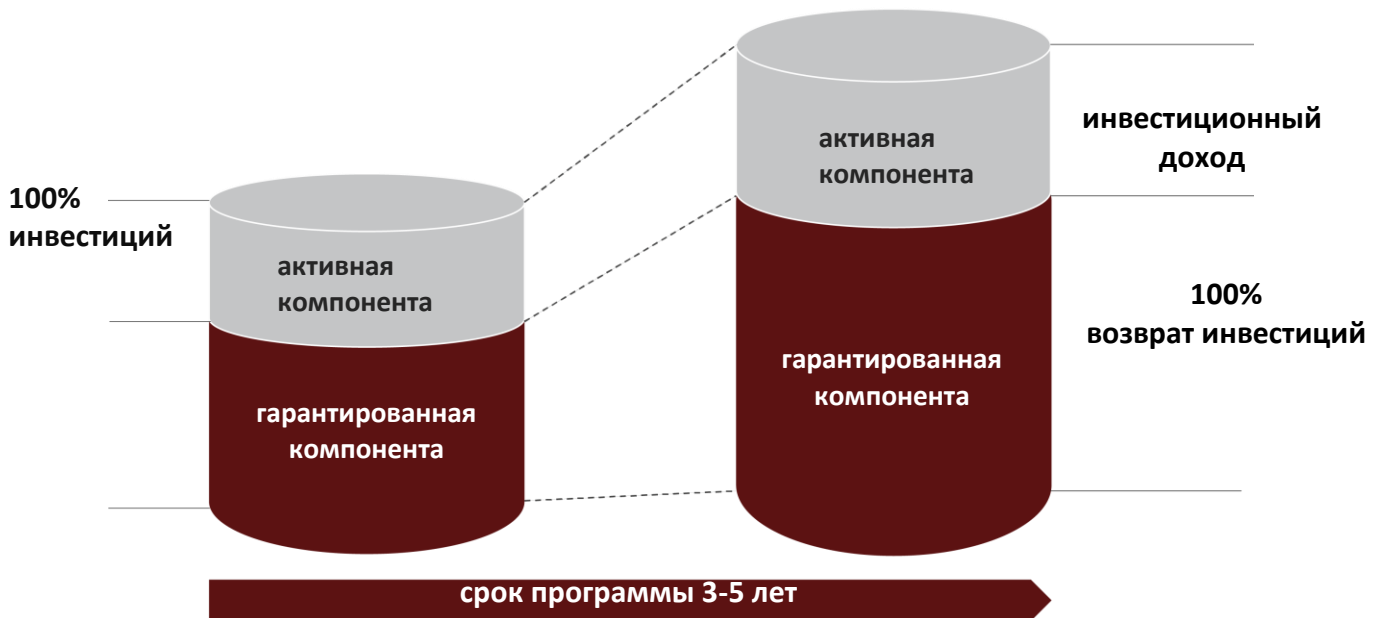 100%
инвестиций
активная
компонента
гарантированная
компонента
активная
компонента
гарантированная
компонента
инвестиционный
доход
100%
возврат инвестиций
срок программы 3-5 лет